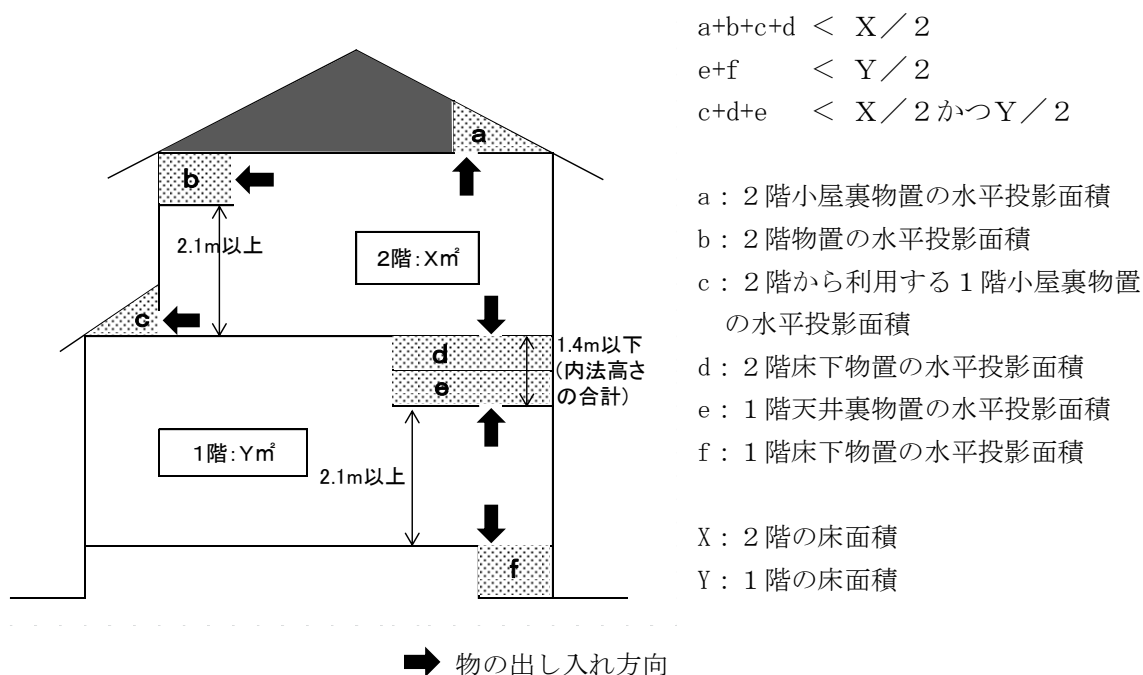 a+b+c+d ＜ Ｘ／２
e+f ＜ Ｙ／２
c+d+e ＜ Ｘ／２かつＹ／２
a：２階小屋裏物置の水平投影面積
b：２階物置の水平投影面積
c：２階から利用する１階小屋裏物置
の水平投影面積
d：２階床下物置の水平投影面積
e：１階天井裏物置の水平投影面積
f：１階床下物置の水平投影面積
X：２階の床面積
Y：１階の床面積
a
b
2.1m以上
2階:X㎡
c
d
e
1.4m以下
(内法高さ
の合計)
1階:Y㎡
2.1m以上
f
物の出し入れ方向